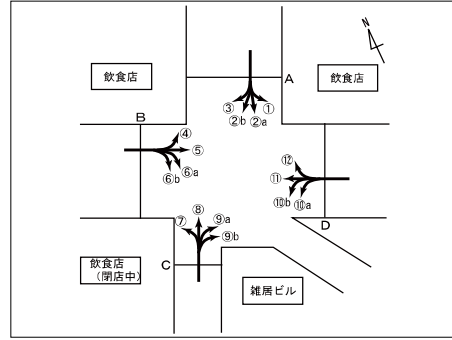 N
飲食店
飲食店
A
③
①
②b
②a
B
④
⑤
⑥a
⑥b
⑫
⑪
⑩b
⑩a
D
⑧
⑦
⑨a
⑨b
C
飲食店
(閉店中)
雑居ビル